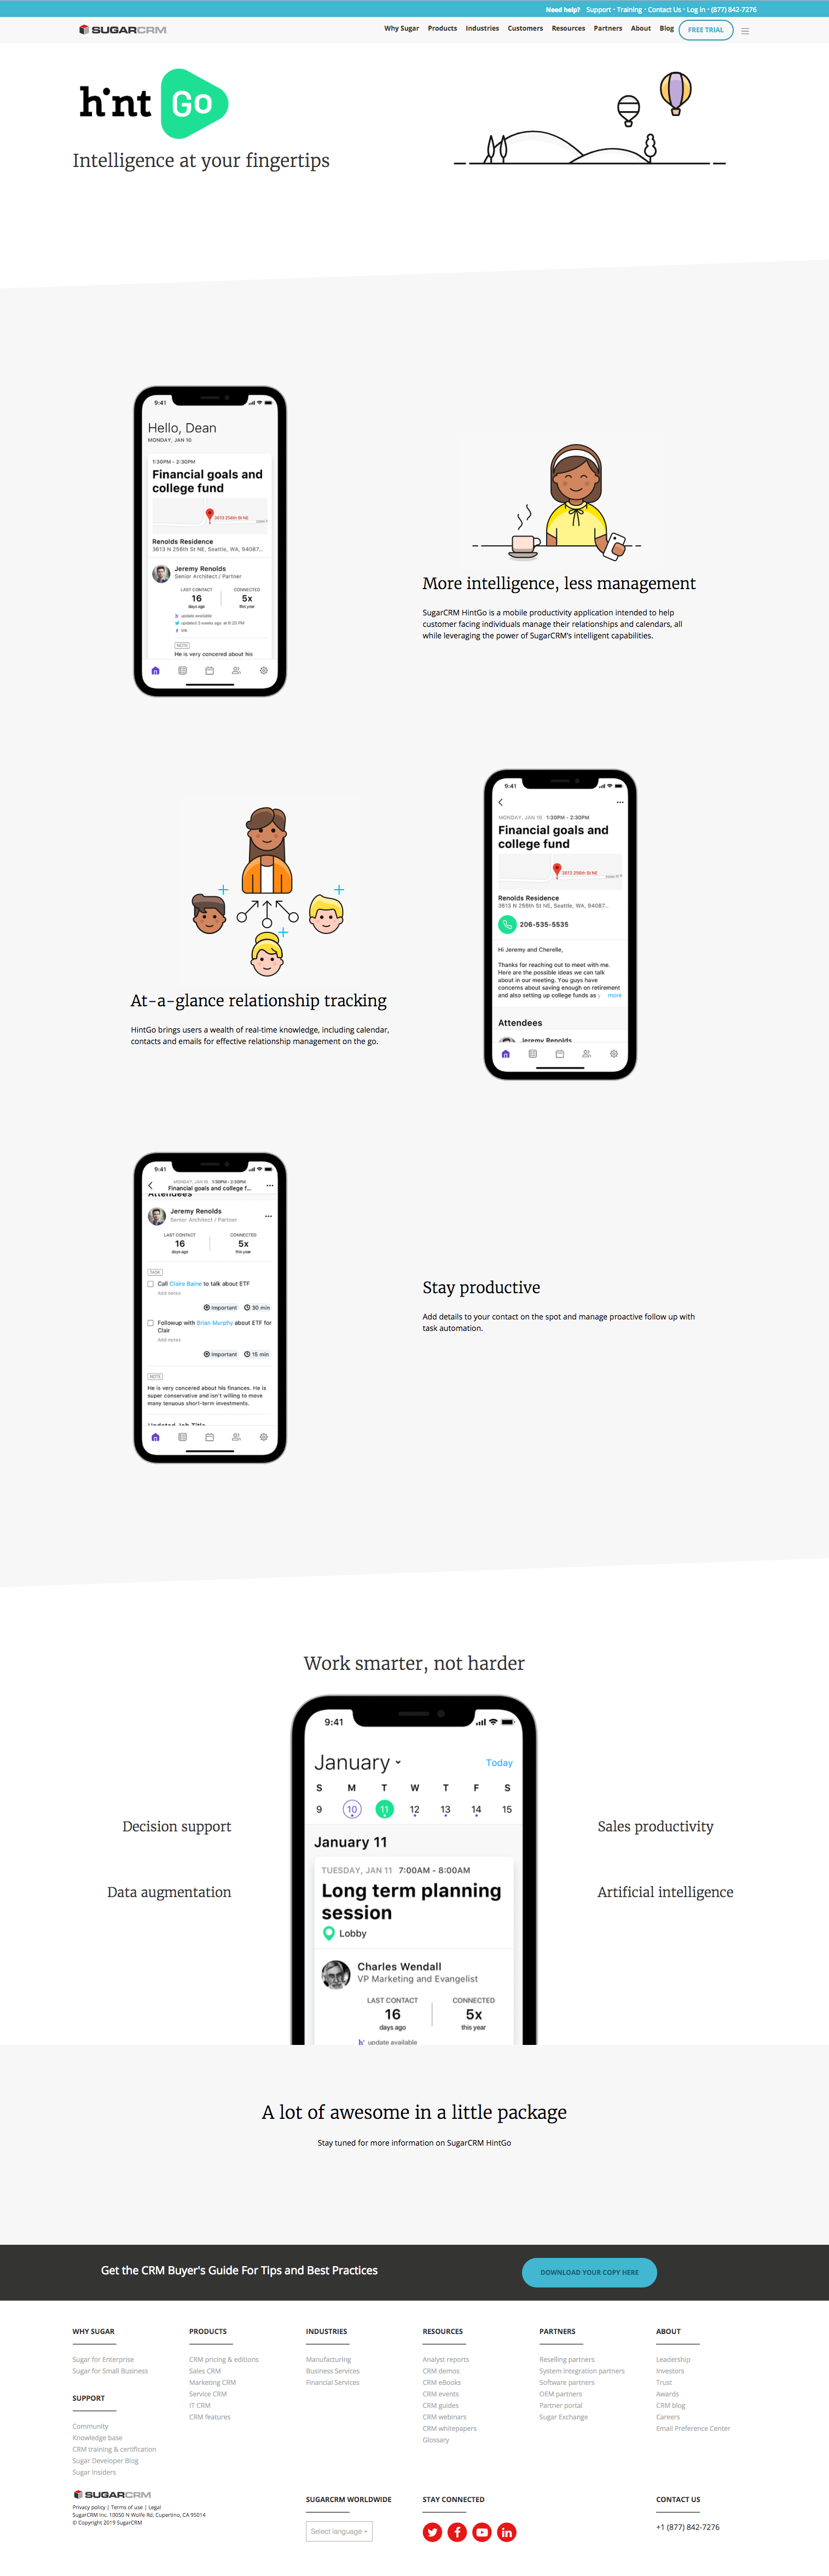 Need help? Support • Training • Contact Us • Log in • (877) 842-7276
SUGARCRM
Why Sugar Products Industries Customers Resources Partners About Blog FREE TRIAL
hint GO
Intelligence at your fingertips
9:41
Hello, Dean
MONDAY, JAN 10
1:30PM - 2:30PM
Financial goals and
college fund
3613 256th St NE
Renolds Residence
3613 N 256th St NE, Seattle, WA, 94087...
Jeremy Renolds
Senior Architect / Partner
LAST CONTACT CONNECTED
16 5x
days ago this year
update available
updated 3 weeks ago at 6:20 PM
link
NOTE
He is very concered about his
More intelligence, less management
SugarCRM HintGo is a mobile productivity application intended to help
customer facing individuals manage their relationships and calendars, all
while leveraging the power of SugarCRM's intelligent capabilities.
At-a-glance relationship tracking
HintGo brings users a wealth of real-time knowledge, including calendar,
contacts and emails for effective relationship management on the go.
9:41
MONDAY, JAN 10 1:30PM - 2:30PM
Financial goals and
college fund
3613 256th St NE
Renolds Residence
3613 N 256th St NE, Seattle, WA, 94087...
206-535-5535
Hi Jeremy and Cherelle,
Thanks for reaching out to meet with me.
Here are the possible ideas we can talk
about in our meeting. You guys have
concerns about saving enough on retirement
and also setting up college funds as y more
Attendees
Jeremy Renolds
9:41
MONDAY, JAN 10 1:30PM - 2:30PM
Financial goals and college f...
Attendees
Jeremy Renolds
Senior Architect / Partner
LAST CONTACT CONNECTED
16 5x
days ago this year
TASK
Call Claire Baine to talk about ETF
Add notes
Important 30 min
Followup with Brian Murphy about ETF for
Clair
Add notes
Important 15 min
NOTE
He is very concered about his finances. He is
super conservative and isn't willing to move
many tenuous short-term investments.
Updated Job Title
Stay productive
Add details to your contact on the spot and manage proactive follow up with
task automation.
Work smarter, not harder
Decision support
Data augmentation
9:41
January Today
S M T W T F S
9 10 11 12 13 14 15
January 11
TUESDAY, JAN 11 7:00AM - 8:00AM
Long term planning
session
Lobby
Charles Wendall
VP Marketing and Evangelist
LAST CONTACT CONNECTED
16 5x
days ago this year
h update available
Sales productivity
Artificial intelligence
A lot of awesome in a little package
Stay tuned for more information on SugarCRM HintGo
Get the CRM Buyer's Guide For Tips and Best Practices
DOWNLOAD YOUR COPY HERE
WHY SUGAR
Sugar for Enterprise
Sugar for Small Business
SUPPORT
Community
Knowledge base
CRM training & certification
Sugar Developer Blog
Sugar Insiders
PRODUCTS
CRM pricing & editions
Sales CRM
Marketing CRM
Service CRM
IT CRM
CRM features
INDUSTRIES
Manufacturing
Business Services
Financial Services
RESOURCES
Analyst reports
CRM demos
CRM eBooks
CRM events
CRM guides
CRM webinars
CRM whitepapers
Glossary
PARTNERS
Reselling partners
System integration partners
Software partners
OEM partners
Partner portal
Sugar Exchange
ABOUT
Leadership
Investors
Trust
Awards
CRM blog
Careers
Email Preference Center
SUGARCRM
Privacy policy | Terms of use | Legal
SugarCRM Inc. 10050 N Wolfe Rd, Cupertino, CA 95014
© Copyright 2019 SugarCRM
SUGARCRM WORLDWIDE
Select language
STAY CONNECTED
CONTACT US
+1 (877) 842-7276